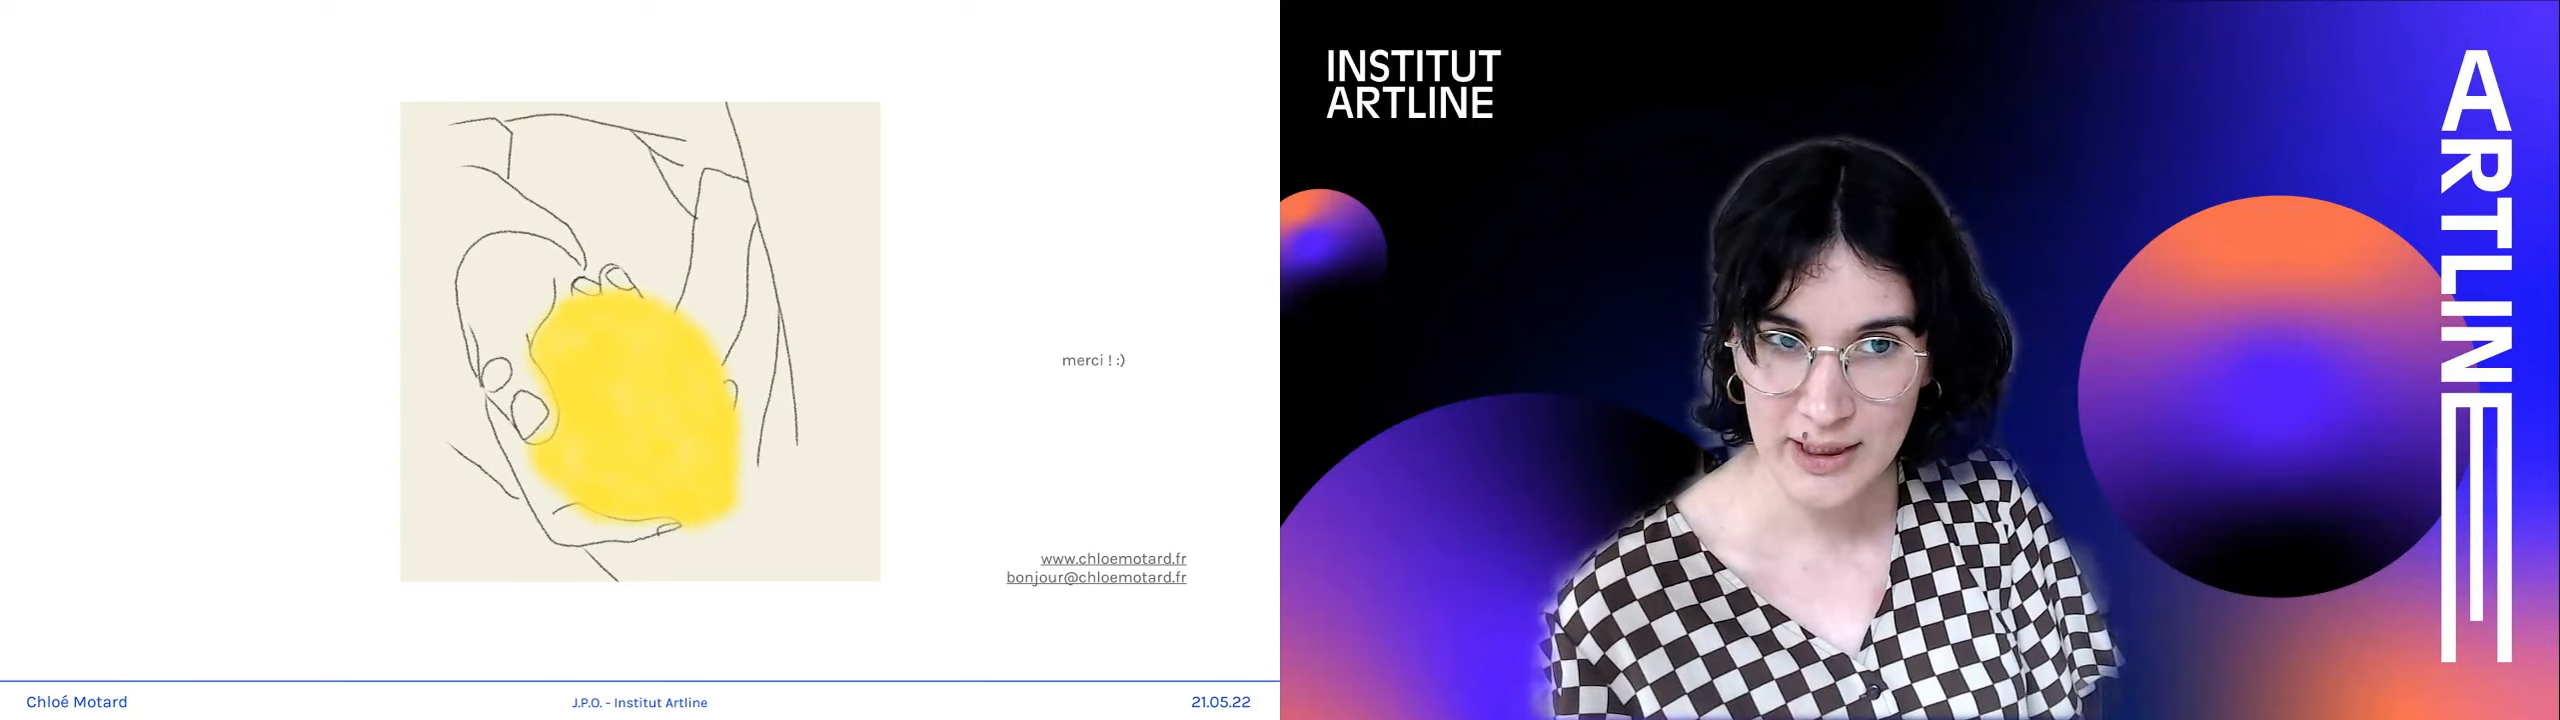 merci ! :)
www.chloemotard.fr
bonjour@chloemotard.fr
Chloé Motard
J.P.O. - Institut Artline
21.05.22
INSTITUT
ARTLINE
ARTLINE